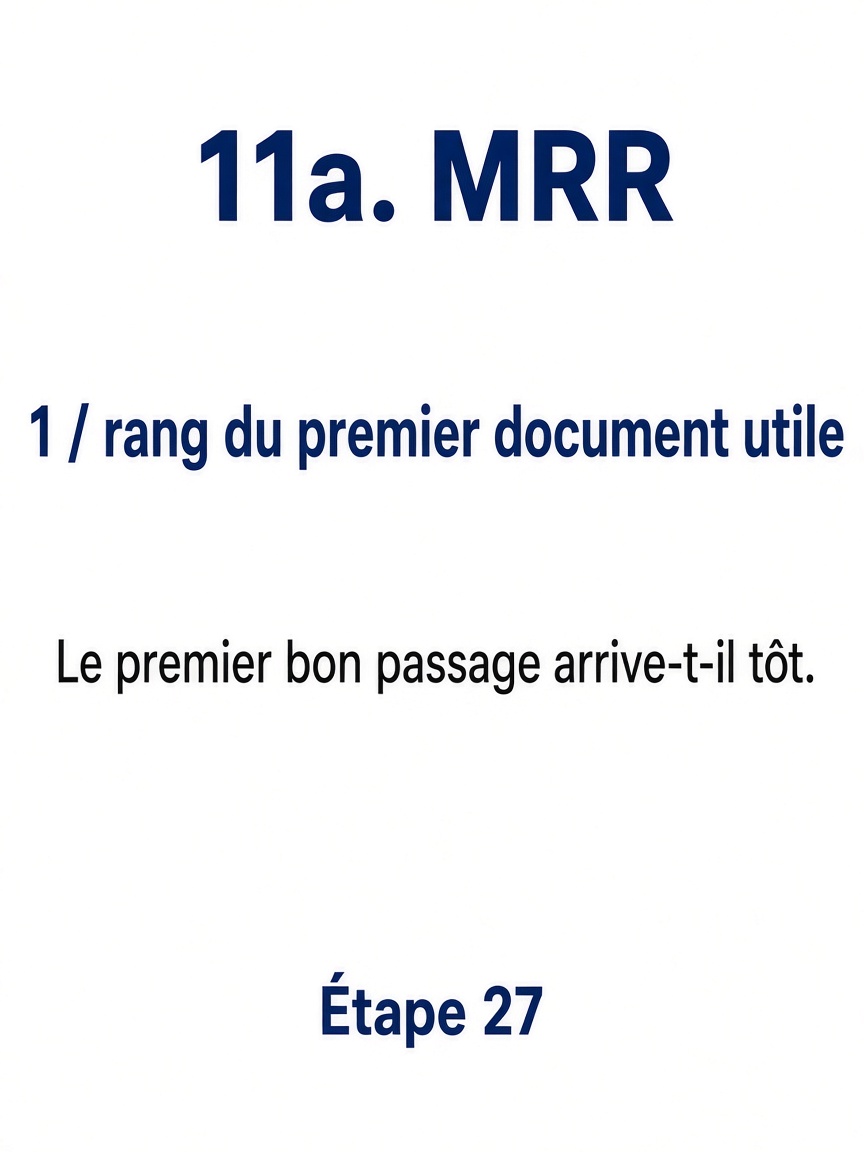 11a. MRR
1 / rang du premier document utile
Le premier bon passage arrive-t-il tôt.
Étape 27